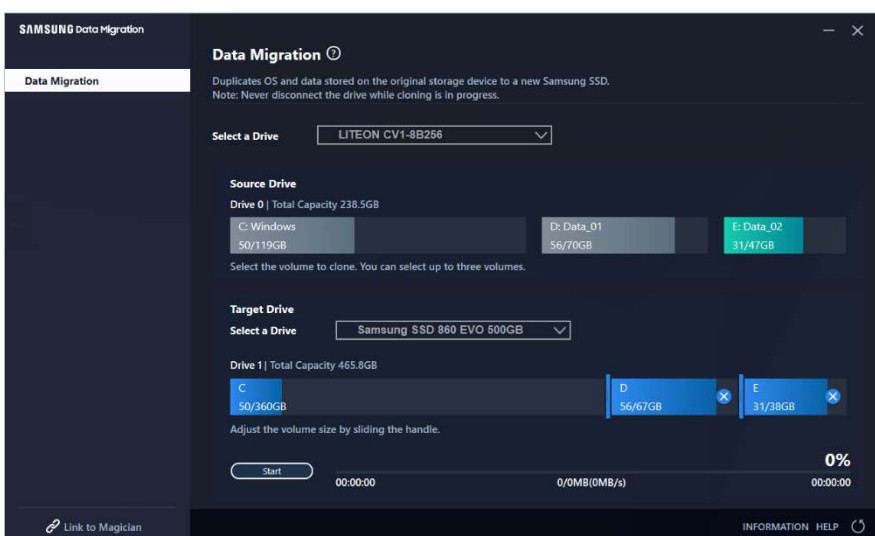 SAMSUNG Data Migration
Data Migration
Data Migration ?
Duplicates OS and data stored on the original storage device to a new Samsung SSD.
Note: Never disconnect the drive while cloning is in progress.
Select a Drive LITEON CV1-8B256
Source Drive
Drive 0 | Total Capacity 238.5GB
C: Windows D: Data_01 E: Data_02
50/119GB 56/70GB 31/47GB
Select the volume to clone. You can select up to three volumes.
Target Drive
Select a Drive Samsung SSD 860 EVO 500GB
Drive 1 | Total Capacity 465.8GB
C D E
50/360GB 56/67GB 31/38GB
Adjust the volume size by sliding the handle.
0%
Start
00:00:00 0/0MB(0MB/s) 00:00:00
Link to Magician INFORMATION HELP